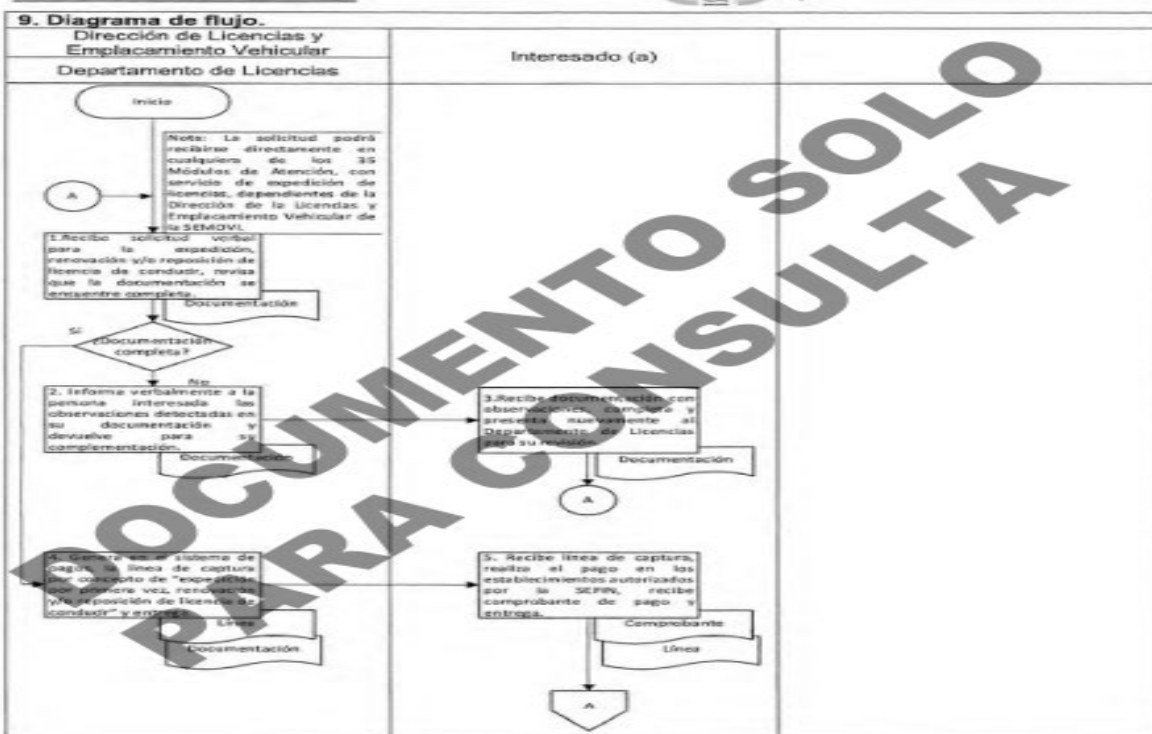 9. Diagrama de flujo.
Dirección de Licencias y
Emplacamiento Vehicular
Departamento de Licencias
Interesado (a)
Inicio
Nota: La solicitud podrá
recibirse directamente en
cualquiera de los 35
Módulos de Atención, con
servicio de expedición de
licencias, dependientes de la
Dirección de la Licencias y
Emplacamiento Vehicular de
la SEMOVI.
A
1.Recibe solicitud verbal
para la expedición,
renovación y/o reposición de
licencia de conducir, revisa
que la documentación se
encuentre completa.
Documentación
Sí
¿Documentación
completa?
No
2. Informa verbalmente a la
persona interesada las
observaciones detectadas en
su documentación y
devuelve para su
complementación.
Documentación
3.Recibe documentación con
observaciones, completa y
presenta nuevamente al
Departamento de Licencias
para su revisión
Documentación
A
4. Genera en el sistema de
pagos, la línea de captura
por concepto de "expedición
por primera vez, renovación
y/o reposición de licencia de
conducir" y entrega.
Línea
Documentación
5. Recibe línea de captura,
realiza el pago en los
establecimientos autorizados
por la SEFIN, recibe
comprobante de pago y
entrega.
Comprobante
Línea
A
DOCUMENTO SOLO
PARA CONSULTA